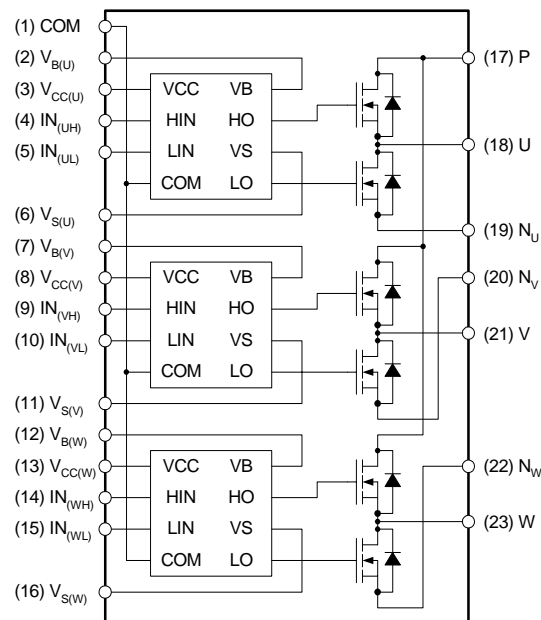 (1) COM
(2) VB(U)
(3) VCC(U)
(4) IN(UH)
(5) IN(UL)
(6) VS(U)
(7) VB(V)
(8) VCC(V)
(9) IN(VH)
(10) IN(VL)
(11) VS(V)
(12) VB(W)
(13) VCC(W)
(14) IN(WH)
(15) IN(WL)
(16) VS(W)
VCC VB
HIN HO
LIN VS
COM LO
VCC VB
HIN HO
LIN VS
COM LO
VCC VB
HIN HO
LIN VS
COM LO
(17) P
(18) U
(19) NU
(20) NV
(21) V
(22) NW
(23) W